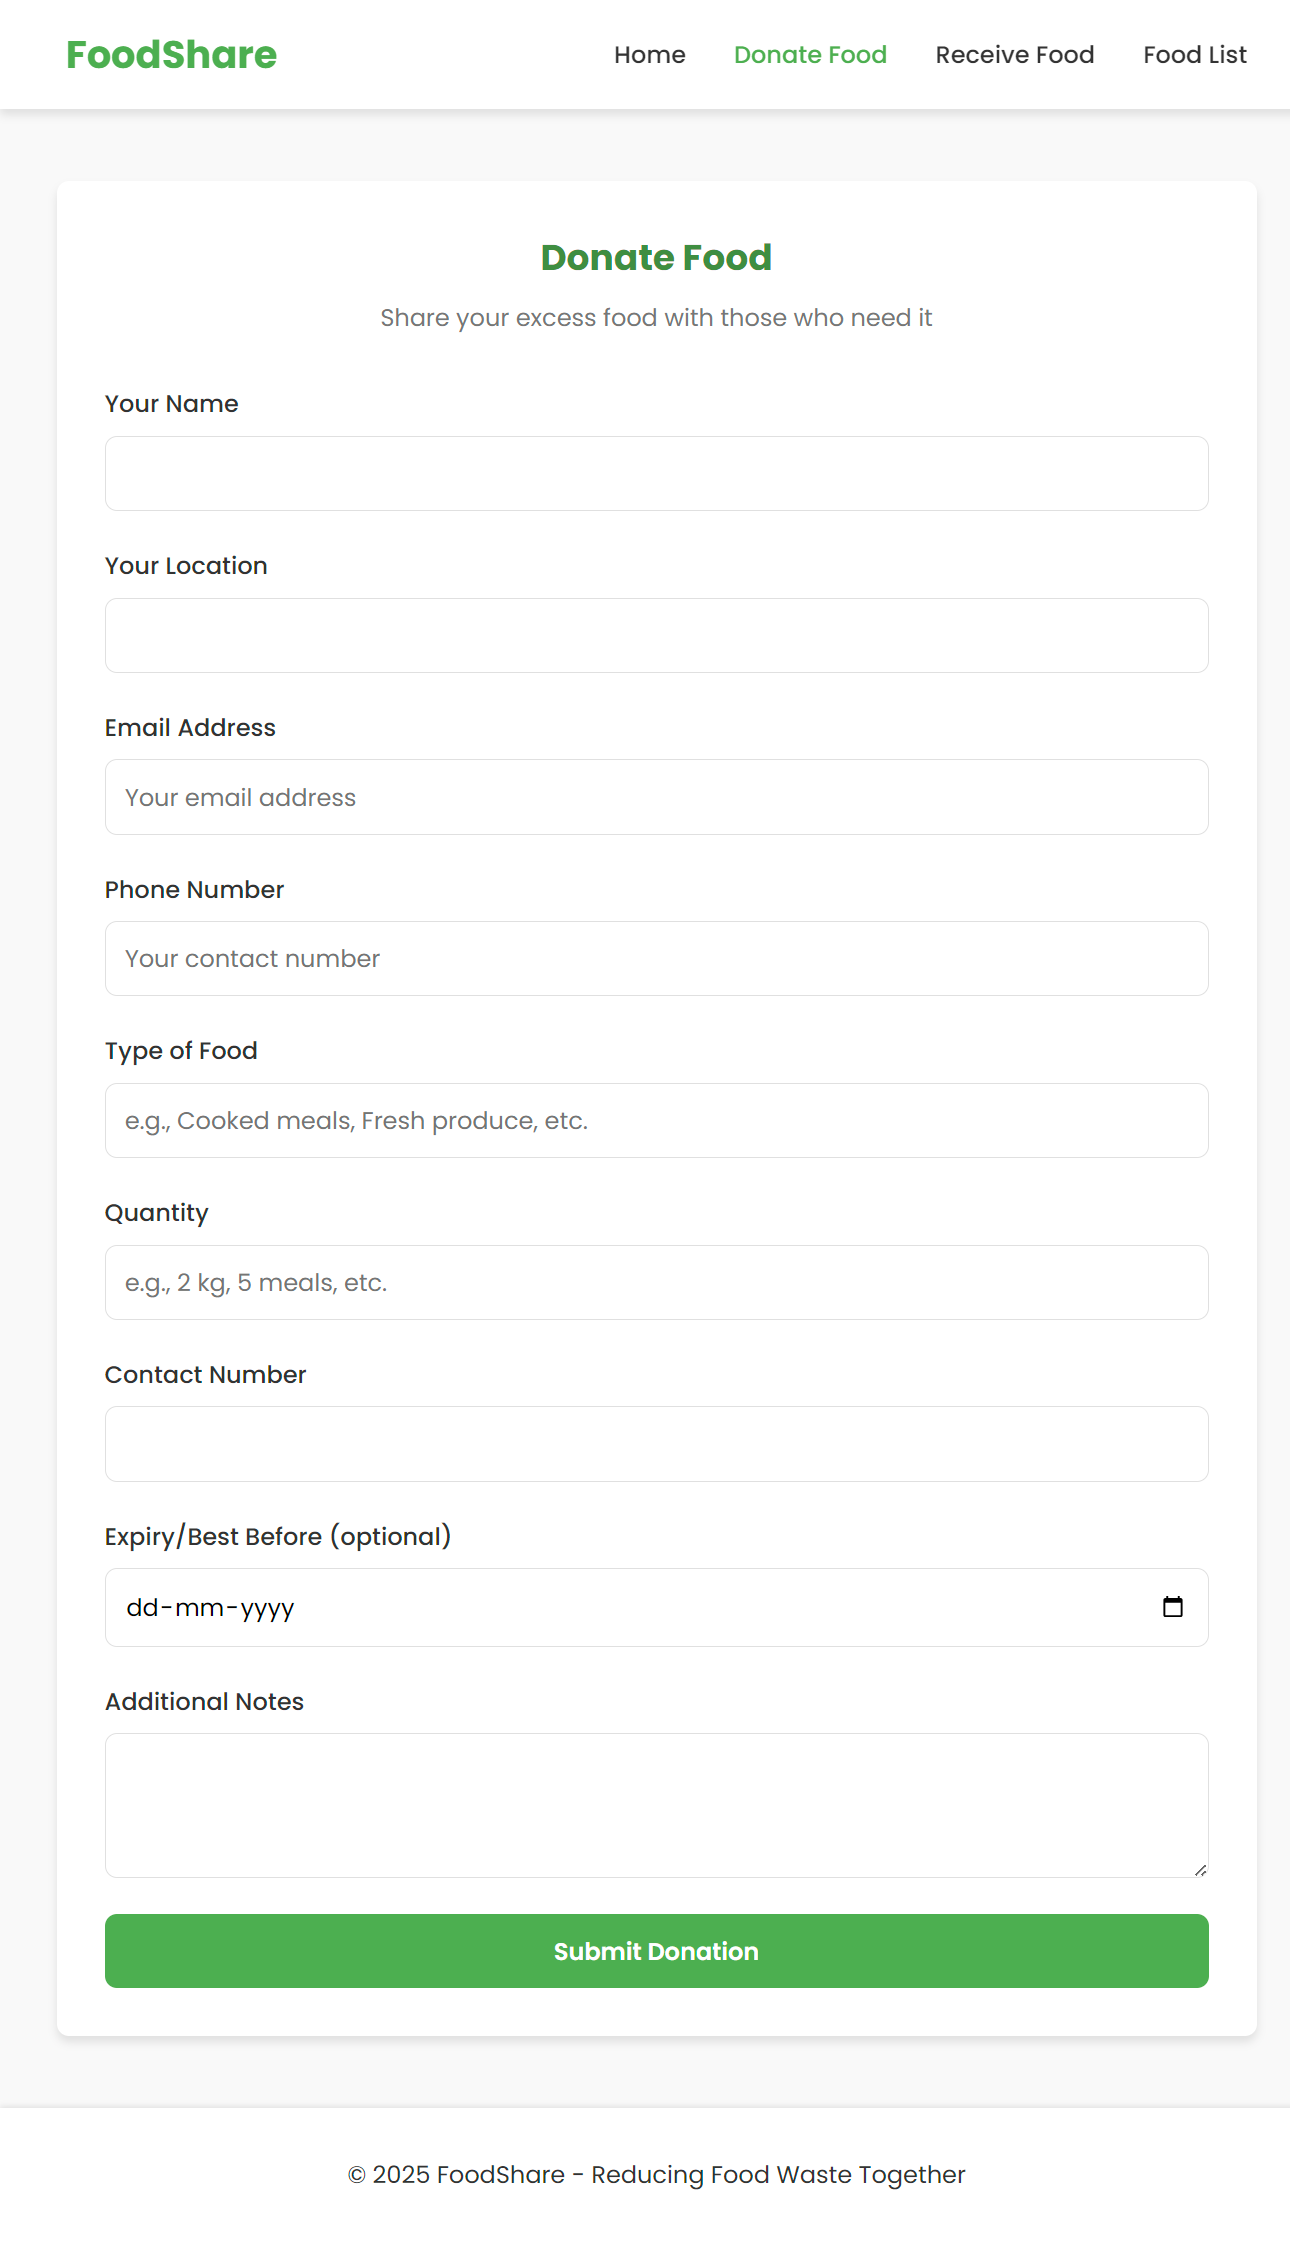 FoodShare
Home Donate Food Receive Food Food List
Donate Food
Share your excess food with those who need it
Your Name
Your Location
Email Address
Your email address
Phone Number
Your contact number
Type of Food
e.g., Cooked meals, Fresh produce, etc.
Quantity
e.g., 2 kg, 5 meals, etc.
Contact Number
Expiry/Best Before (optional)
dd-mm-yyyy
Additional Notes
Submit Donation
© 2025 FoodShare - Reducing Food Waste Together